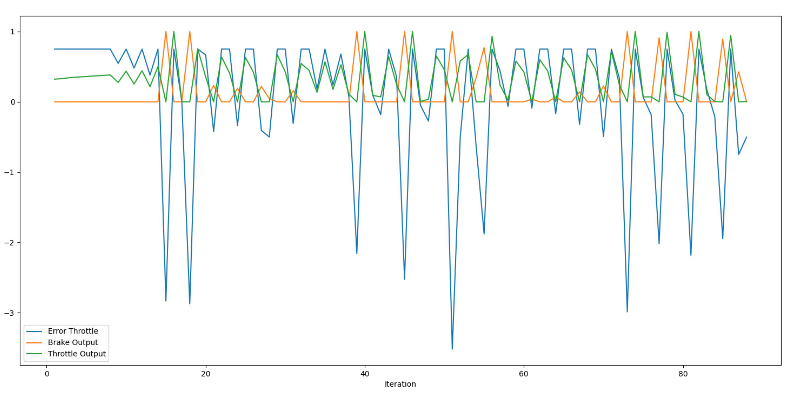 1
0
−1
−2
−3
Error Throttle
Brake Output
Throttle Output
0 20 40 60 80
Iteration